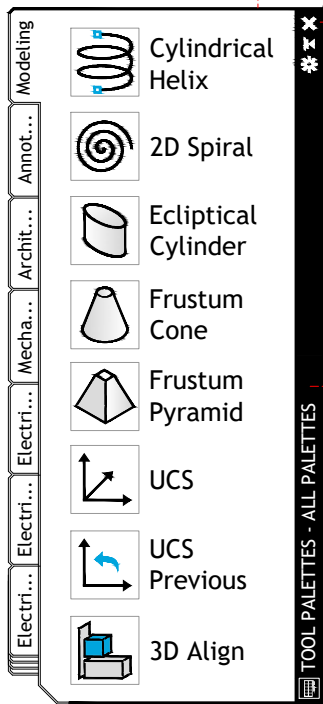 Modeling
Annot...
Archit...
Mecha...
Electri...
Electri...
Electri...
Cylindrical
Helix
2D Spiral
Ecliptical
Cylinder
Frustum
Cone
Frustum
Pyramid
UCS
UCS
Previous
3D Align
TOOL PALETTES - ALL PALETTES